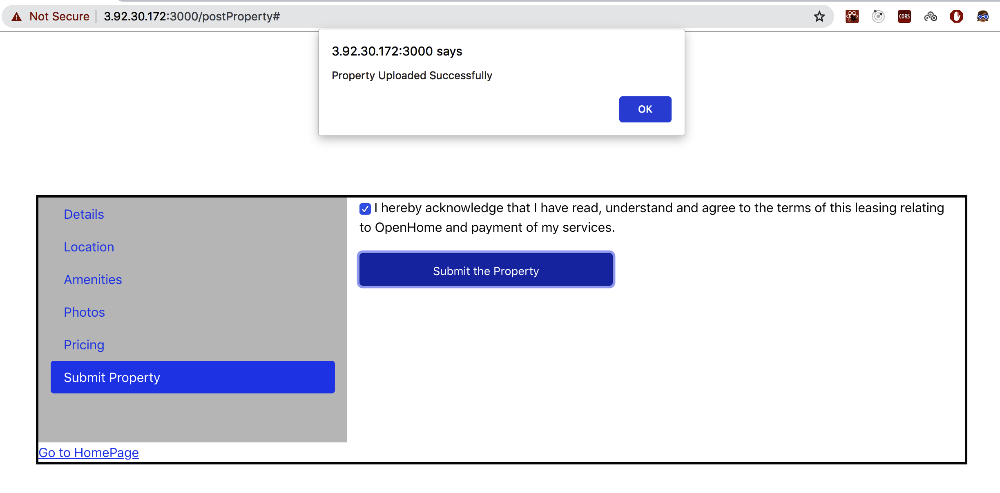 Not Secure
3.92.30.172:3000/postProperty#
CORS
3.92.30.172:3000 says
Property Uploaded Successfully
OK
Details
Location
Amenities
Photos
Pricing
Submit Property
Go to HomePage
I hereby acknowledge that I have read, understand and agree to the terms of this leasing relating
to OpenHome and payment of my services.
Submit the Property